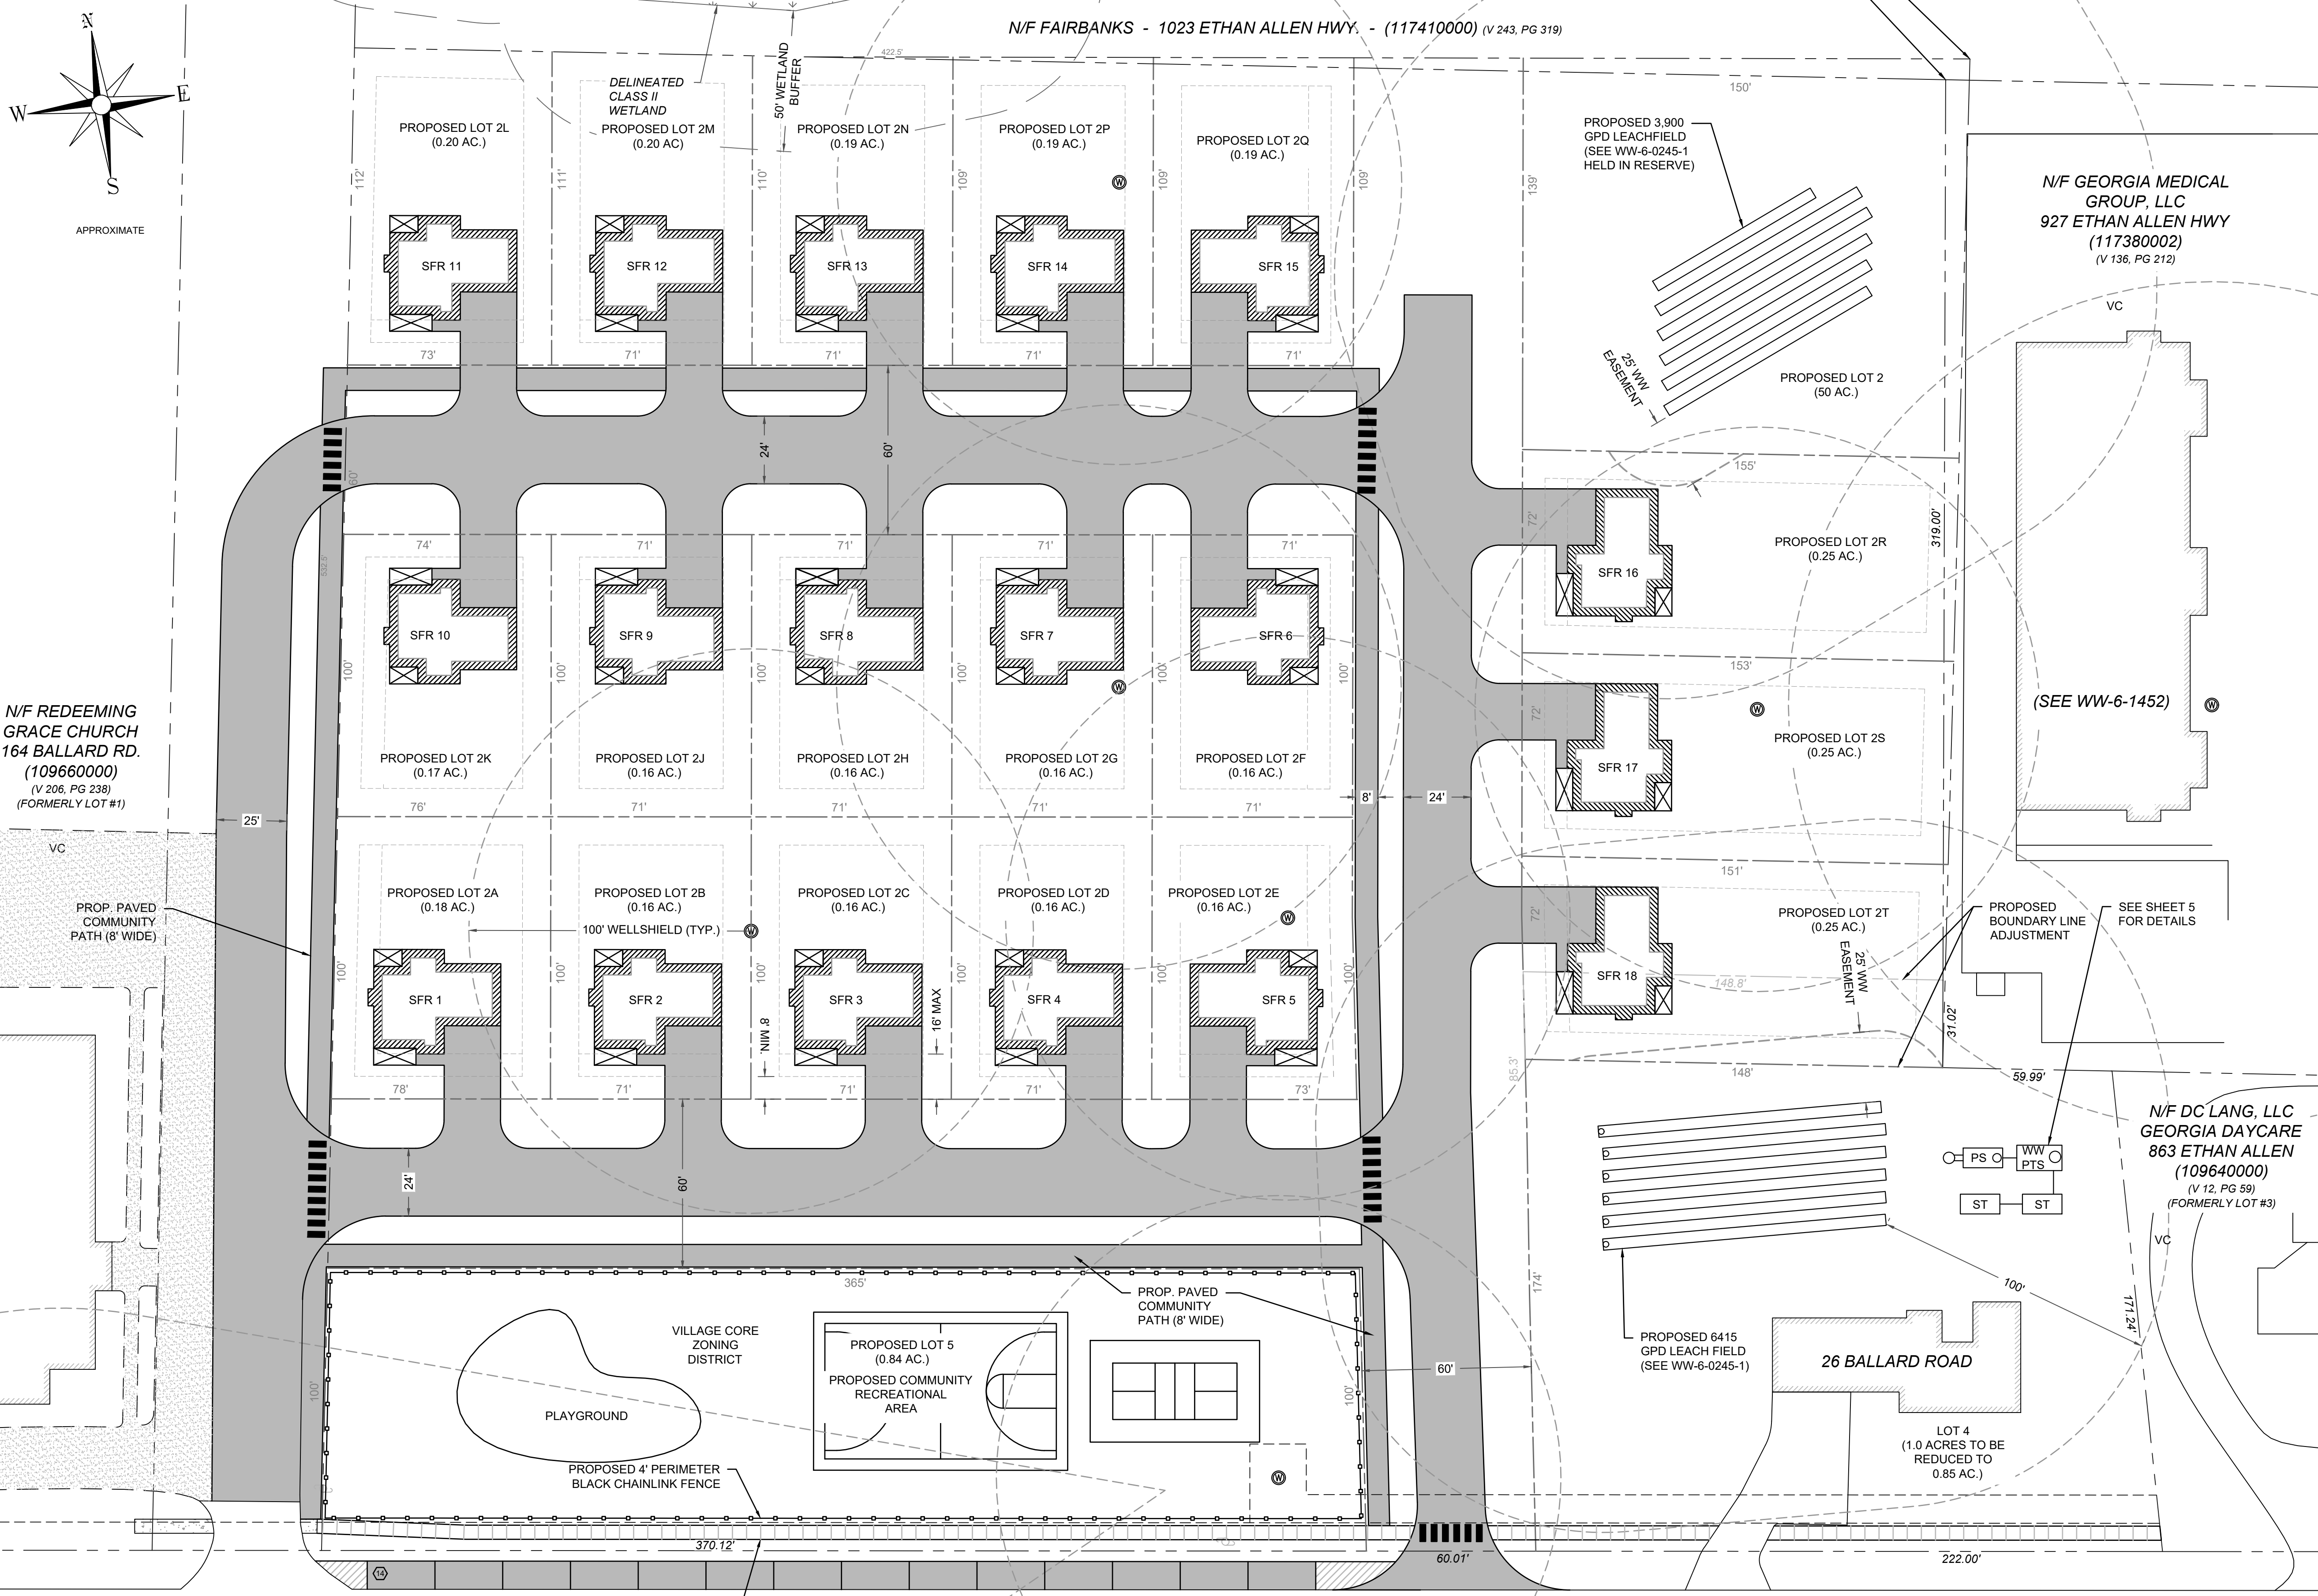 N/F FAIRBANKS - 1023 ETHAN ALLEN HWY. - (117410000) (V 243, PG 319)
N
W
E
S
APPROXIMATE
422.5'
DELINEATED
CLASS II
WETLAND
50' WETLAND
BUFFER
150'
PROPOSED LOT 2L
(0.20 AC.)
PROPOSED LOT 2M
(0.20 AC)
PROPOSED LOT 2N
(0.19 AC.)
PROPOSED LOT 2P
(0.19 AC.)
PROPOSED LOT 2Q
(0.19 AC.)
PROPOSED 3,900
GPD LEACHFIELD
(SEE WW-6-0245-1
HELD IN RESERVE)
N/F GEORGIA MEDICAL
GROUP, LLC
927 ETHAN ALLEN HWY
(117380002)
(V 136, PG 212)
VC
112'
111'
110'
109'
109'
109'
139'
W
SFR 11
SFR 12
SFR 13
SFR 14
SFR 15
73'
71'
71'
71'
71'
25' WW
EASEMENT
PROPOSED LOT 2
(50 AC.)
24'
60'
60'
155'
532.5'
74'
71'
71'
71'
71'
72'
319.00'
PROPOSED LOT 2R
(0.25 AC.)
SFR 16
SFR 10
SFR 9
SFR 8
SFR 7
SFR 6
100'
100'
100'
100'
100'
100'
W
153'
72'
W
(SEE WW-6-1452)
W
N/F REDEEMING
GRACE CHURCH
164 BALLARD RD.
(109660000)
(V 206, PG 238)
(FORMERLY LOT #1)
PROPOSED LOT 2K
(0.17 AC.)
PROPOSED LOT 2J
(0.16 AC.)
PROPOSED LOT 2H
(0.16 AC.)
PROPOSED LOT 2G
(0.16 AC.)
PROPOSED LOT 2F
(0.16 AC.)
SFR 17
PROPOSED LOT 2S
(0.25 AC.)
76'
71'
71'
71'
71'
8'
24'
25'
VC
151'
PROPOSED LOT 2A
(0.18 AC.)
PROPOSED LOT 2B
(0.16 AC.)
PROPOSED LOT 2C
(0.16 AC.)
PROPOSED LOT 2D
(0.16 AC.)
PROPOSED LOT 2E
(0.16 AC.)
PROP. PAVED
COMMUNITY
PATH (8' WIDE)
100' WELLSHIELD (TYP.)
W
W
72'
PROPOSED LOT 2T
(0.25 AC.)
PROPOSED
BOUNDARY LINE
ADJUSTMENT
SEE SHEET 5
FOR DETAILS
25' WW
EASEMENT
100'
100'
100'
100'
100'
100'
SFR 1
SFR 2
SFR 3
SFR 4
SFR 5
SFR 18
148.8'
31.02'
8' MIN.
16' MAX
85.3'
78'
71'
71'
71'
73'
148'
59.99'
24'
60'
N/F DC LANG, LLC
GEORGIA DAYCARE
863 ETHAN ALLEN
(109640000)
(V 12, PG 59)
(FORMERLY LOT #3)
VC
PS
WW
PTS
ST
ST
365'
174'
100'
171.24'
PROP. PAVED
COMMUNITY
PATH (8' WIDE)
VILLAGE CORE
ZONING
DISTRICT
PROPOSED LOT 5
(0.84 AC.)
PROPOSED COMMUNITY
RECREATIONAL
AREA
PLAYGROUND
100'
100'
60'
PROPOSED 6415
GPD LEACH FIELD
(SEE WW-6-0245-1)
26 BALLARD ROAD
LOT 4
(1.0 ACRES TO BE
REDUCED TO
0.85 AC.)
PROPOSED 4' PERIMETER
BLACK CHAINLINK FENCE
W
370.12'
60.01'
222.00'
14